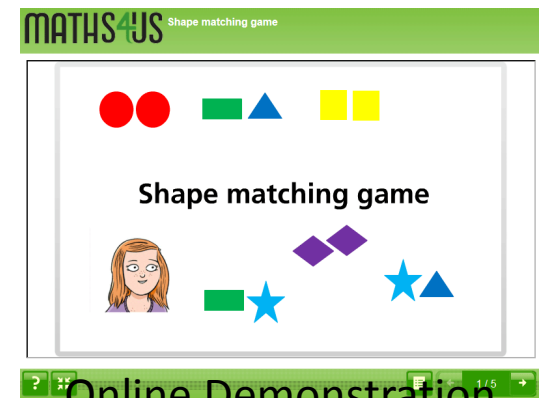 MATHS4US Shape matching game
Shape matching game
? 1 / 5
Online Demonstration